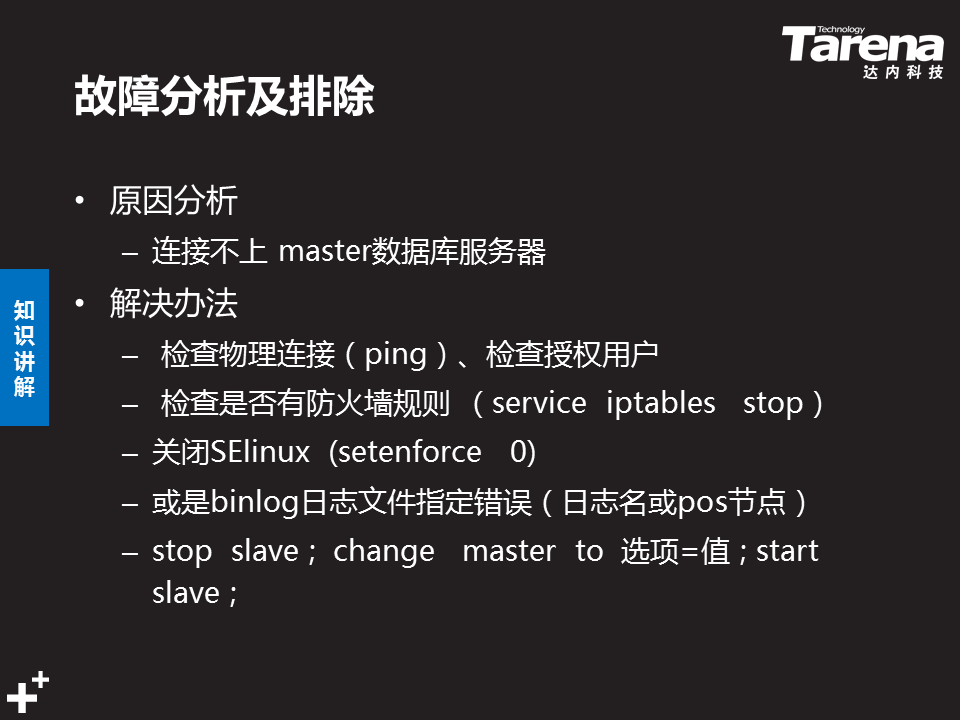 Technology
Tarena
达内科技
故障分析及排除
• 原因分析
– 连接不上 master数据库服务器
• 解决办法
– 检查物理连接（ping）、检查授权用户
– 检查是否有防火墙规则 （service iptables stop）
– 关闭SElinux (setenforce 0)
– 或是binlog日志文件指定错误（日志名或pos节点）
– stop slave；change master to 选项=值；start
slave；
知识讲解